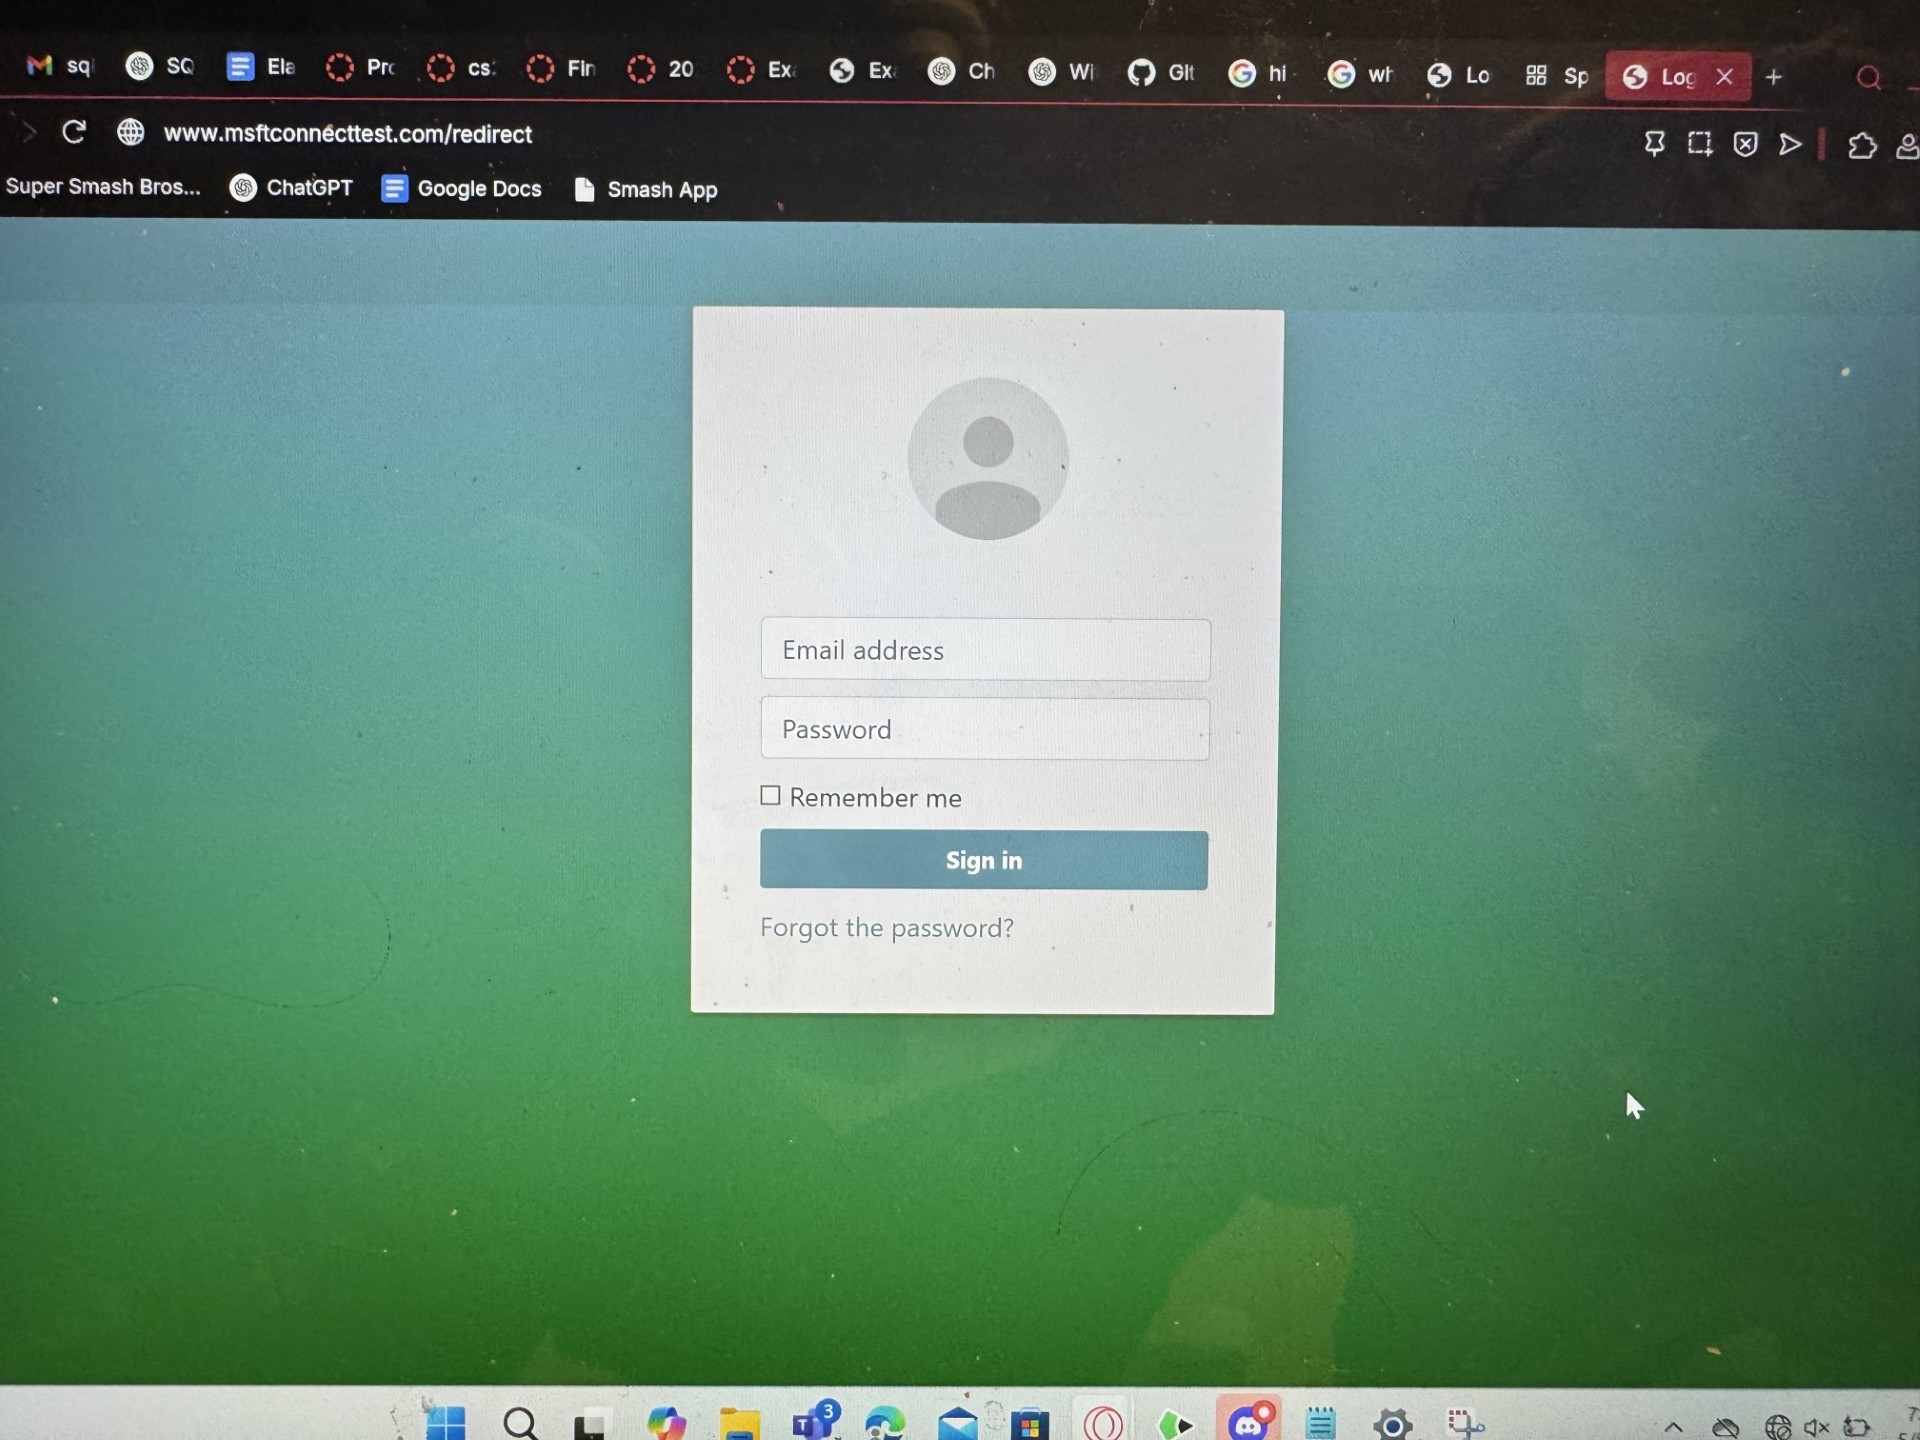 sq SQ Ela Pro cs: Fin 20 Ex Ex Ch Wi Git hi wh Lo Sp Log
www.msftconnecttest.com/redirect
Super Smash Bros... ChatGPT Google Docs Smash App
Email address
Password
Remember me
Sign in
Forgot the password?
3